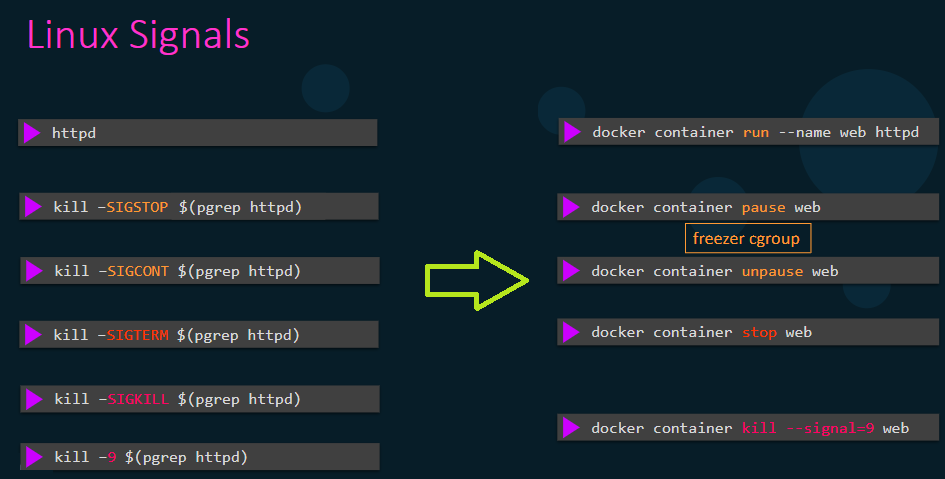 Linux Signals
httpd
kill –SIGSTOP $(pgrep httpd)
kill –SIGCONT $(pgrep httpd)
kill –SIGTERM $(pgrep httpd)
kill –SIGKILL $(pgrep httpd)
kill –9 $(pgrep httpd)
docker container run --name web httpd
docker container pause web
freezer cgroup
docker container unpause web
docker container stop web
docker container kill --signal=9 web